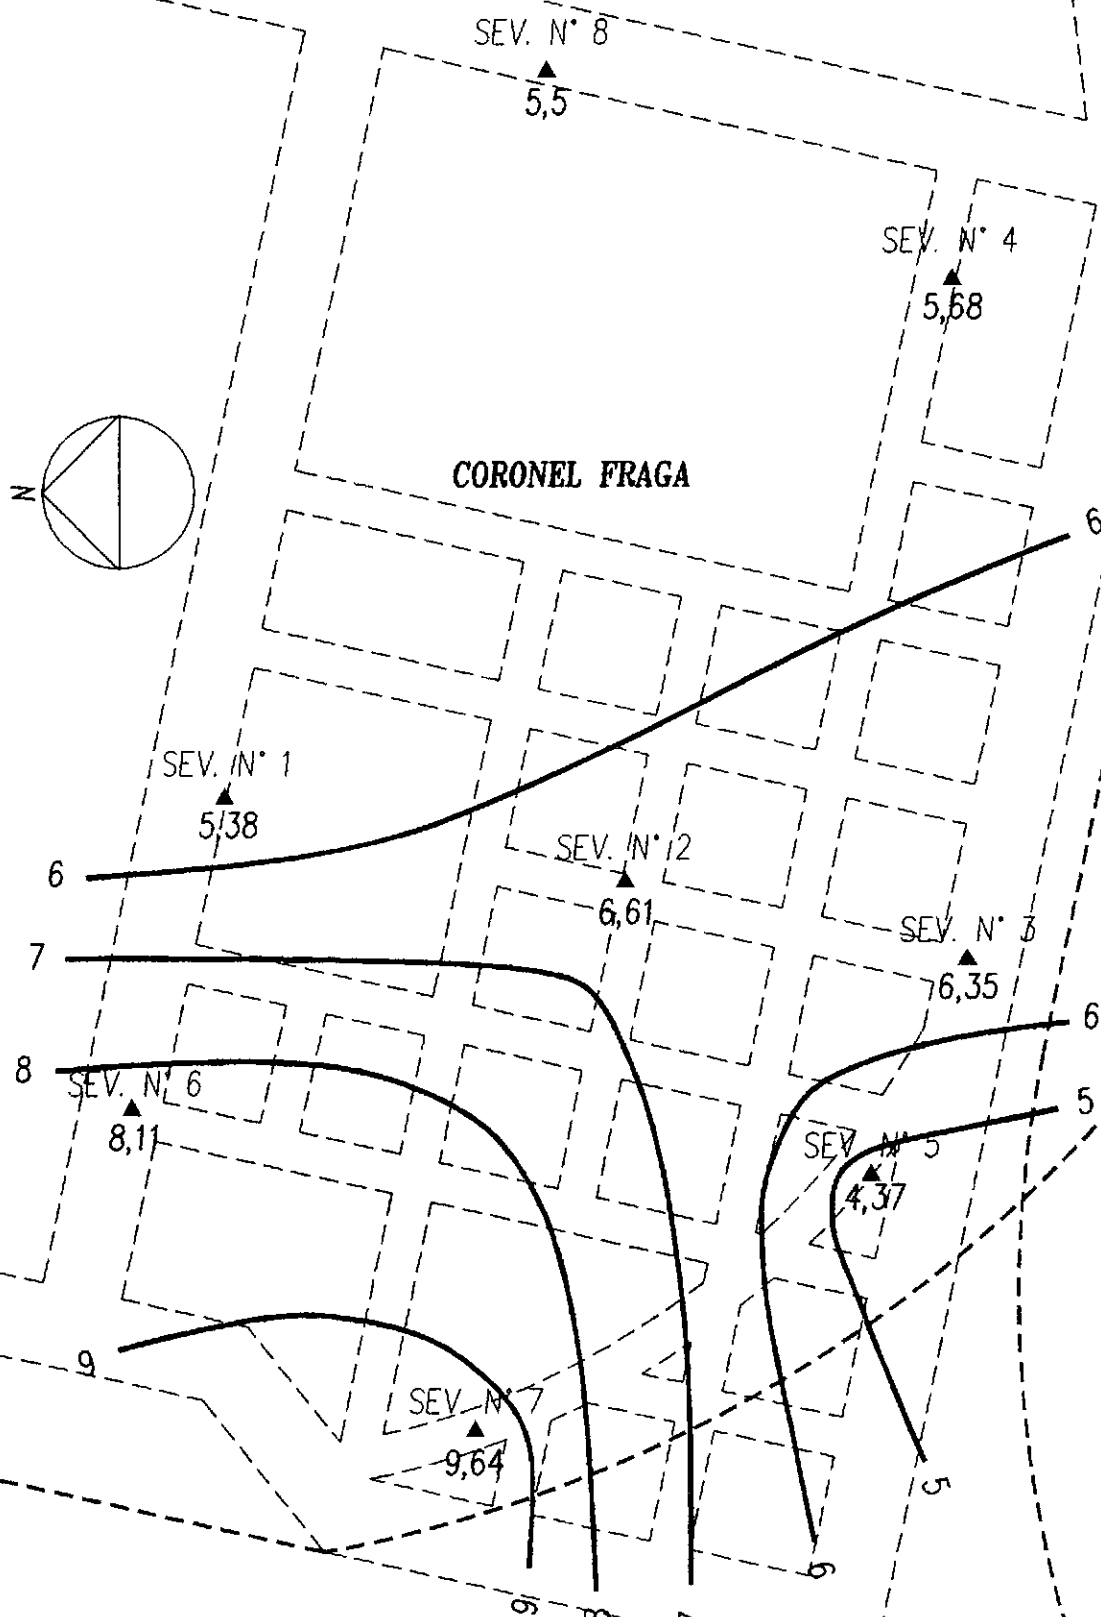 SEV. N° 8
5,5
SEV. N° 4
5,68
N
CORONEL FRAGA
6
SEV. N° 1
5,38
6
SEV. N° 2
6,61
SEV. N° 3
6,35
7
6
8
SEV. N° 6
8,11
5
SEV. N° 5
4,37
9
SEV. N° 7
9,64
5
6
9